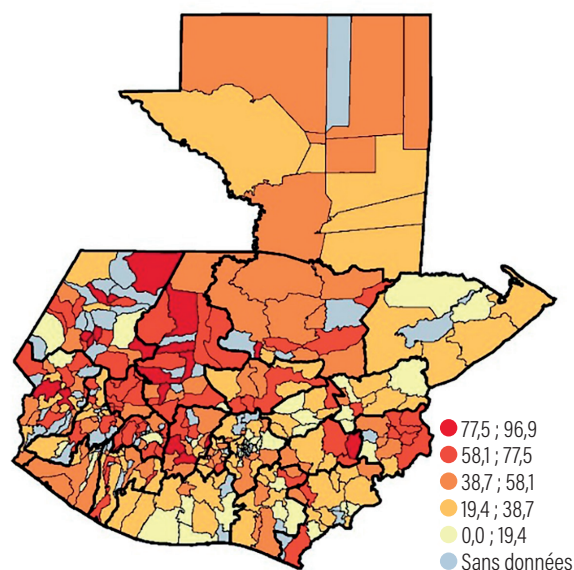 77,5 ; 96,9
58,1 ; 77,5
38,7 ; 58,1
19,4 ; 38,7
0,0 ; 19,4
Sans données